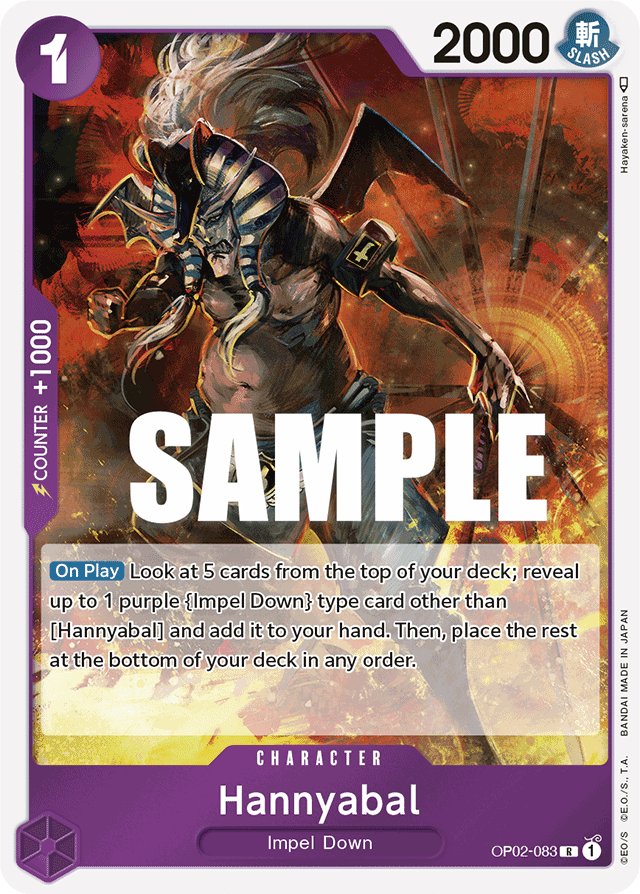 1
2000
斬
SLASH
Hayaken-sarena
COUNTER +1000
SAMPLE
On Play Look at 5 cards from the top of your deck; reveal
up to 1 purple {Impel Down} type card other than
[Hannyabal] and add it to your hand. Then, place the rest
at the bottom of your deck in any order.
CHARACTER
Hannyabal
Impel Down
OP02-083 R 1
©E.O/S ©E.O./S., T.A. BANDAI MADE IN JAPAN